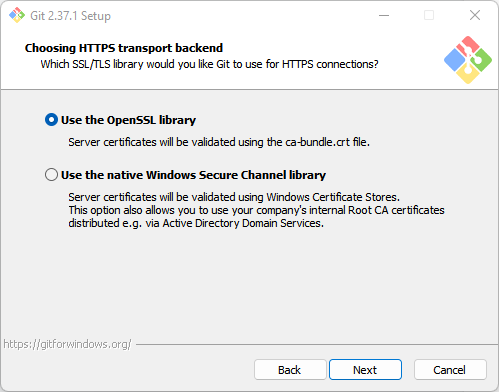 Git 2.37.1 Setup
Choosing HTTPS transport backend
Which SSL/TLS library would you like Git to use for HTTPS connections?
Use the OpenSSL library
Server certificates will be validated using the ca-bundle.crt file.
Use the native Windows Secure Channel library
Server certificates will be validated using Windows Certificate Stores.
This option also allows you to use your company's internal Root CA certificates
distributed e.g. via Active Directory Domain Services.
https://gitforwindows.org/
Back Next Cancel